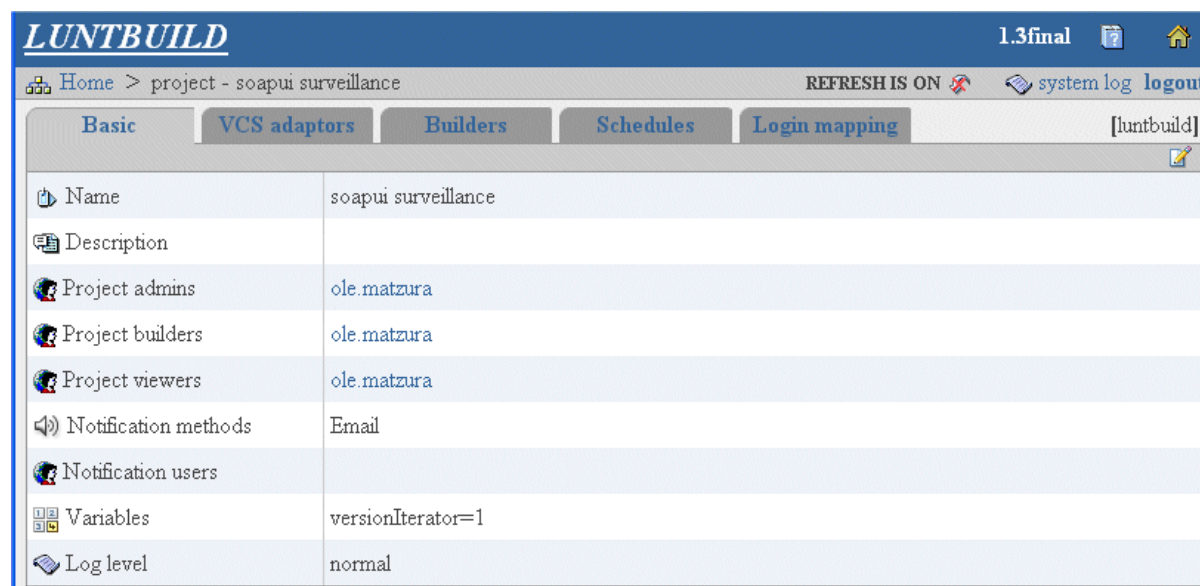 LUNTBUILD 1.3final
Home > project - soapui surveillance REFRESH IS ON system log logout
Basic VCS adaptors Builders Schedules Login mapping [luntbuild]
Name soapui surveillance
Description
Project admins ole.matzura
Project builders ole.matzura
Project viewers ole.matzura
Notification methods Email
Notification users
Variables versionIterator=1
Log level normal